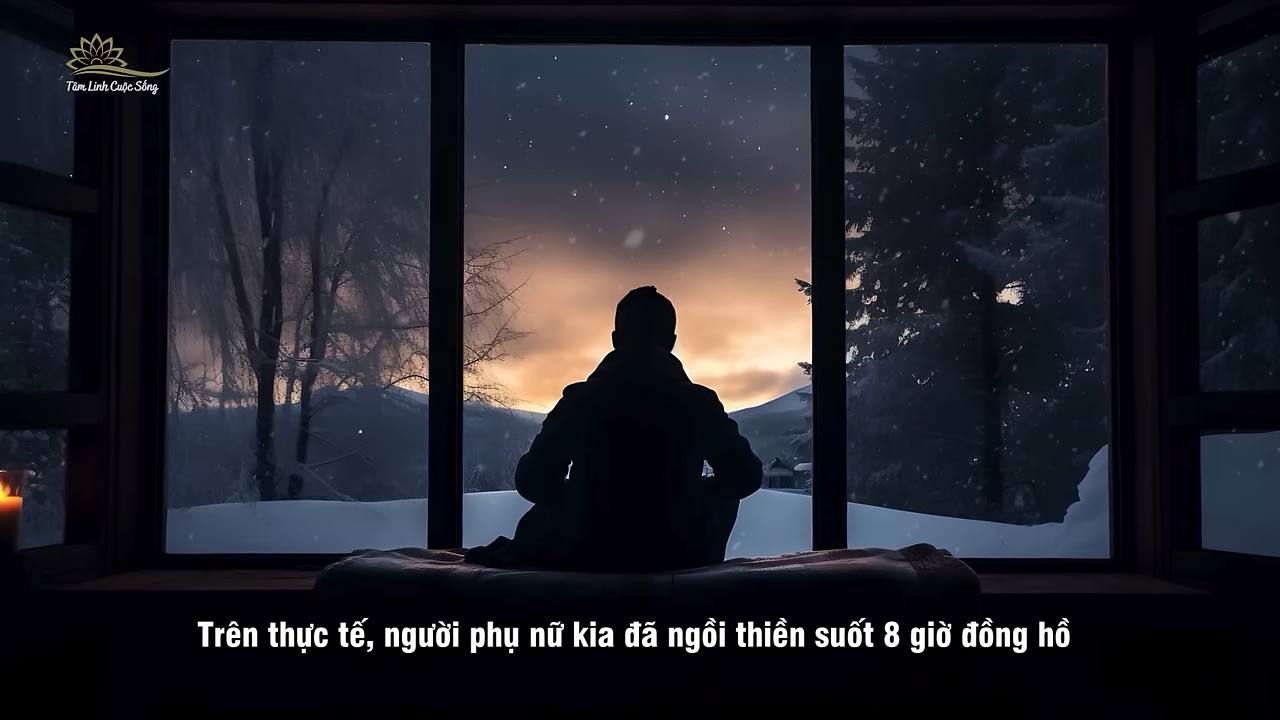 Tâm Linh Cuộc Sống
Trên thực tế, người phụ nữ kia đã ngồi thiền suốt 8 giờ đồng hồ